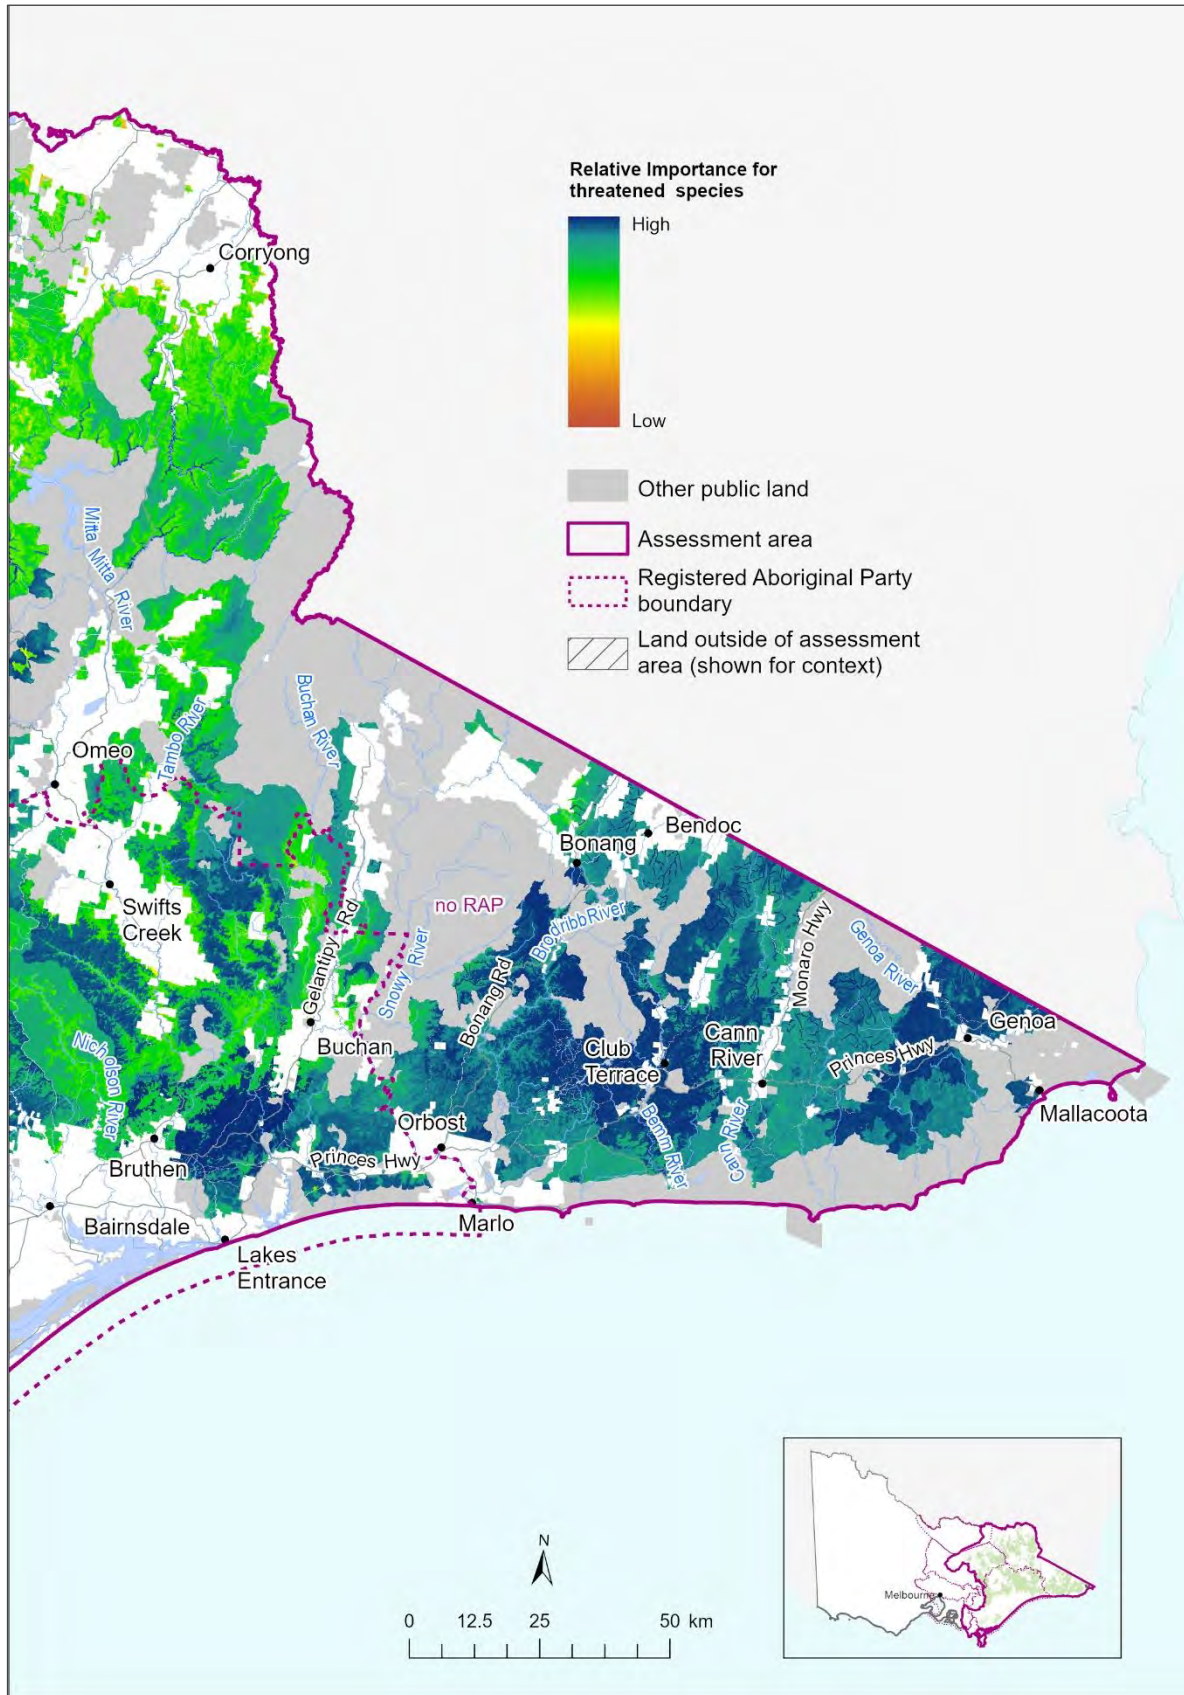 Relative Importance for
threatened species
High
Low
Other public land
Assessment area
Registered Aboriginal Party
boundary
Land outside of assessment
area (shown for context)
Corryong
Mitta Mitta River
Tambo River
Buchan River
Omeo
Bendoc
Bonang
Swifts
Creek
no RAP
Gelantipy Rd
Snowy River
Brodribb River
Bonang Rd
Monaro Hwy
Genoa River
Genoa
Nicholson River
Buchan
Club
Terrace
Cann
River
Princes Hwy
Mallacoota
Orbost
Bemm River
Cann River
Bruthen
Princes Hwy
Bairnsdale
Marlo
Lakes
Entrance
N
0 12.5 25 50 km
Melbourne